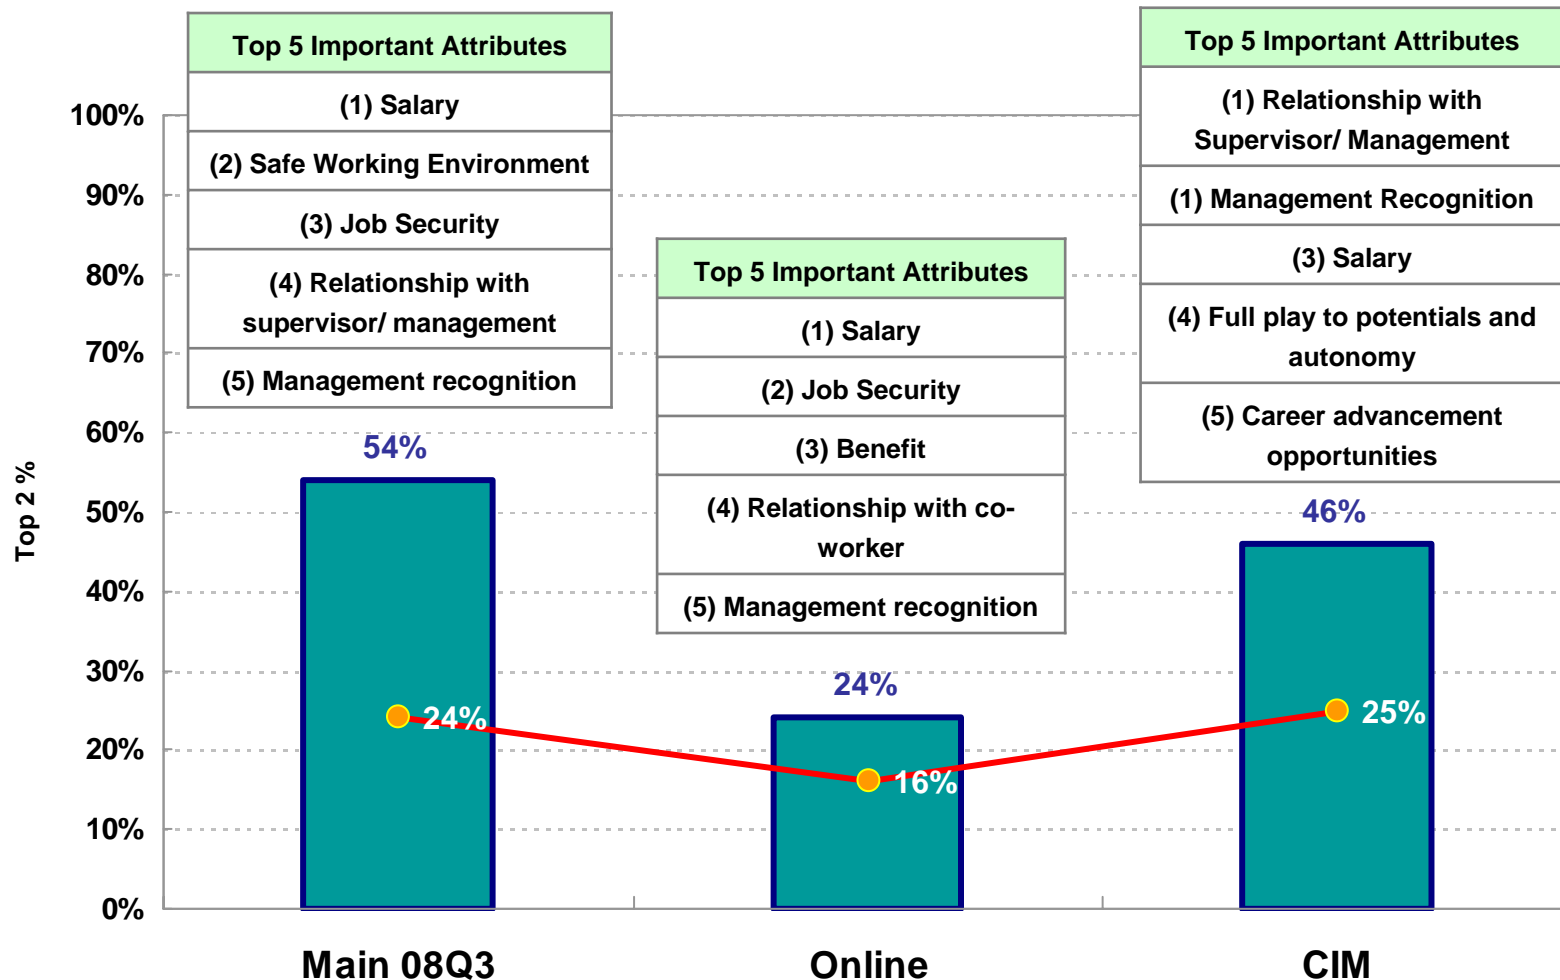 Top 5 Important Attributes
(1) Salary
(2) Safe Working Environment
(3) Job Security
(4) Relationship with
supervisor/ management
(5) Management recognition
Top 5 Important Attributes
(1) Salary
(2) Job Security
(3) Benefit
(4) Relationship with co-
worker
(5) Management recognition
Top 5 Important Attributes
(1) Relationship with
Supervisor/ Management
(1) Management Recognition
(3) Salary
(4) Full play to potentials and
autonomy
(5) Career advancement
opportunities
Top 2 %
100%
90%
80%
70%
60%
50%
40%
30%
20%
10%
0%
54%
24%
46%
24%
16%
25%
Main 08Q3
Online
CIM